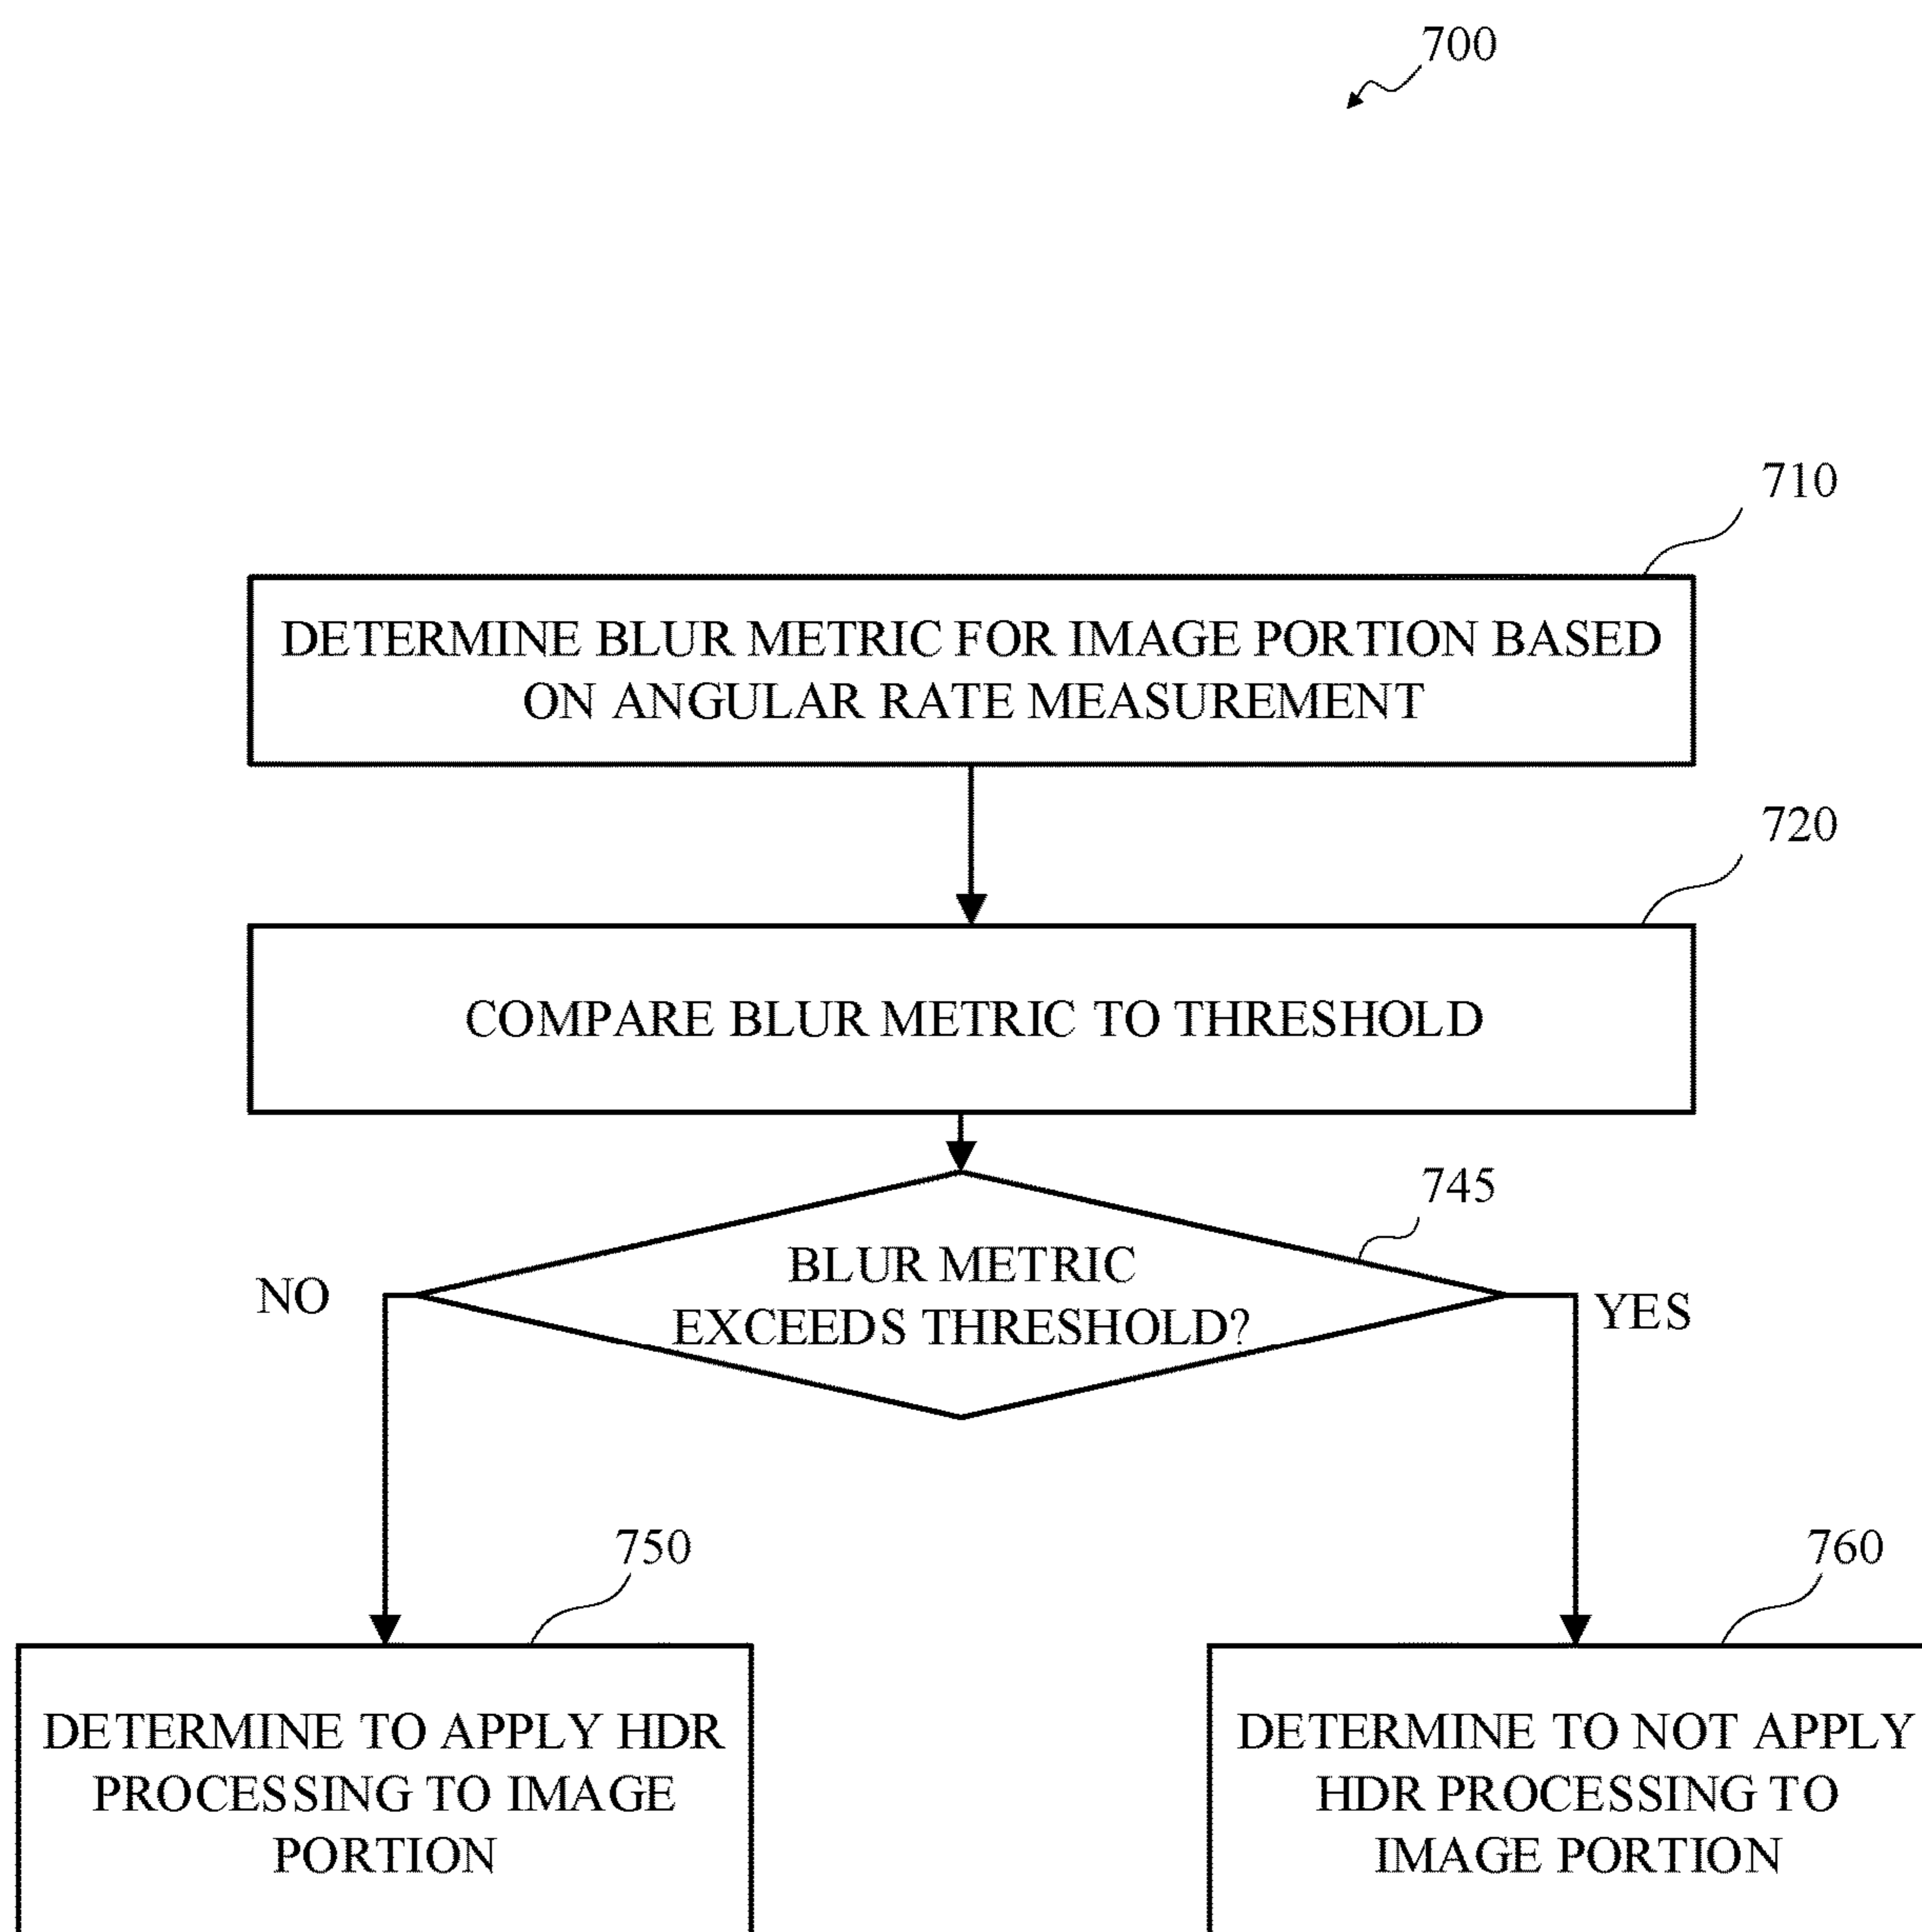 700
710
DETERMINE BLUR METRIC FOR IMAGE PORTION BASED
ON ANGULAR RATE MEASUREMENT
720
COMPARE BLUR METRIC TO THRESHOLD
745
BLUR METRIC
EXCEEDS THRESHOLD?
NO
YES
750
DETERMINE TO APPLY HDR
PROCESSING TO IMAGE
PORTION
760
DETERMINE TO NOT APPLY
HDR PROCESSING TO
IMAGE PORTION